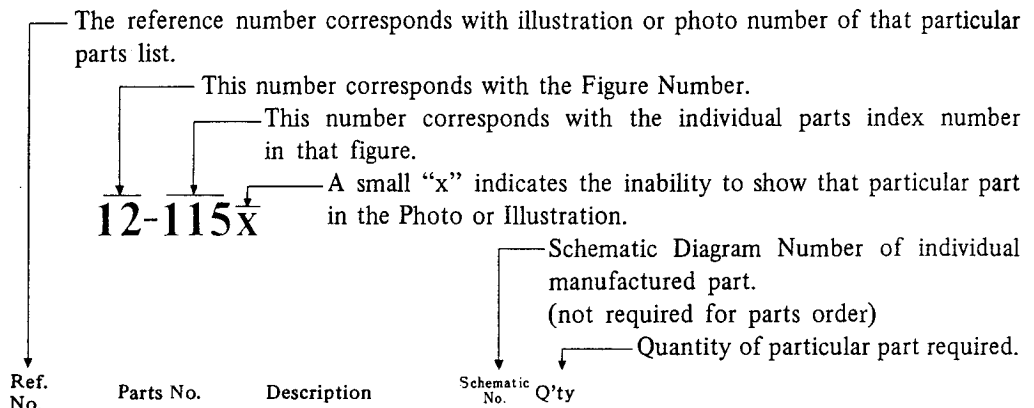 The reference number corresponds with illustration or photo number of that particular
parts list.
This number corresponds with the Figure Number.
This number corresponds with the individual parts index number
in that figure.
A small “x” indicates the inability to show that particular part
in the Photo or Illustration.
12-115x
Schematic Diagram Number of individual
manufactured part.
(not required for parts order)
Quantity of particular part required.
Ref. No. Parts No. Description Schematic No. Q'ty